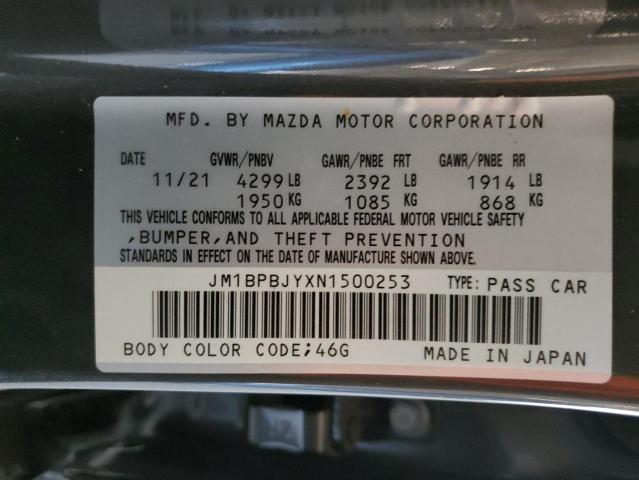 MFD. BY MAZDA MOTOR CORPORATION
DATE GVWR/PNBV GAWR/PNBE FRT GAWR/PNBE RR
11/21 4299 LB 2392 LB 1914 LB
1950 KG 1085 KG 868 KG
THIS VEHICLE CONFORMS TO ALL APPLICABLE FEDERAL MOTOR VEHICLE SAFETY
,BUMPER,AND THEFT PREVENTION
STANDARDS IN EFFECT ON THE DATE OF MANUFACTURE SHOWN ABOVE.
JM1BPBJYXN1500253 TYPE: PASS CAR
BODY COLOR CODE;46G MADE IN JAPAN